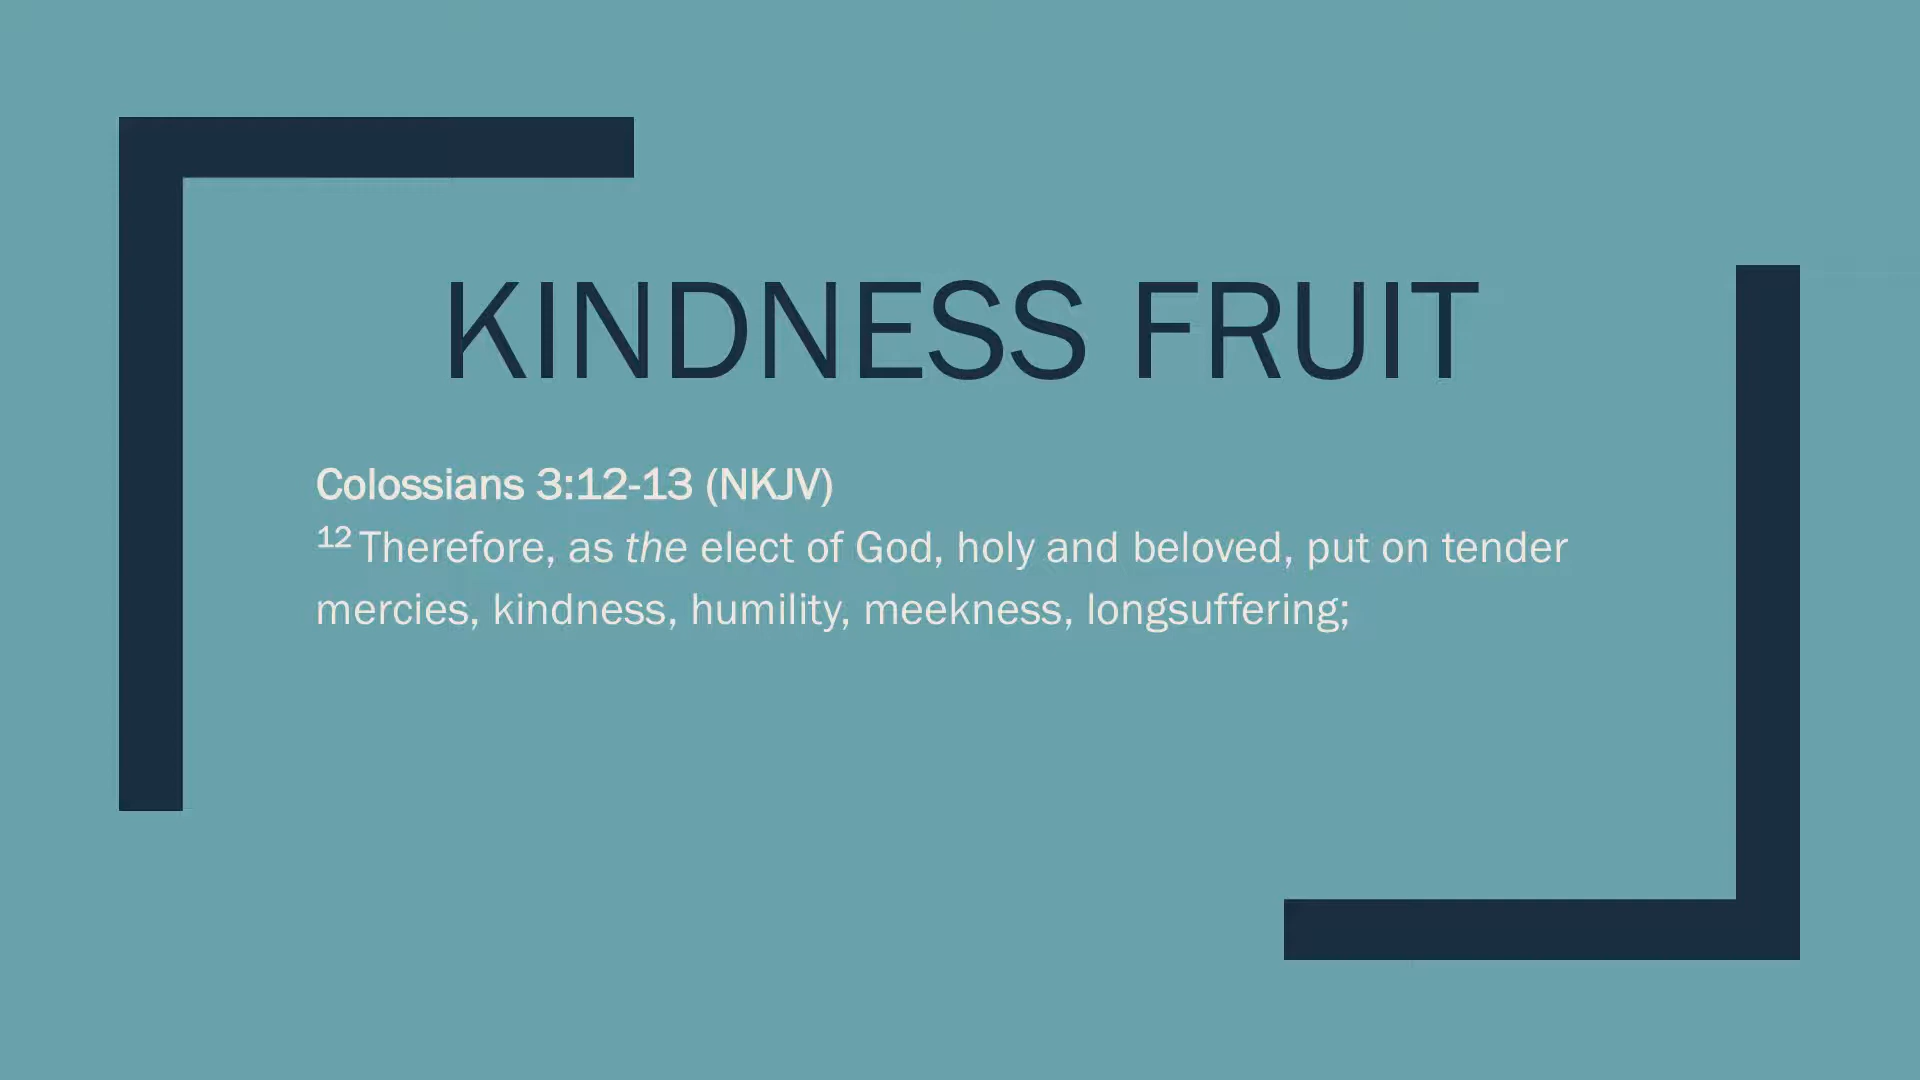 KINDNESS FRUIT
Colossians 3:12-13 (NKJV)
12 Therefore, as the elect of God, holy and beloved, put on tender
mercies, kindness, humility, meekness, longsuffering;